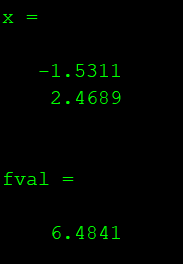 x =
-1.5311
2.4689
fval =
6.4841